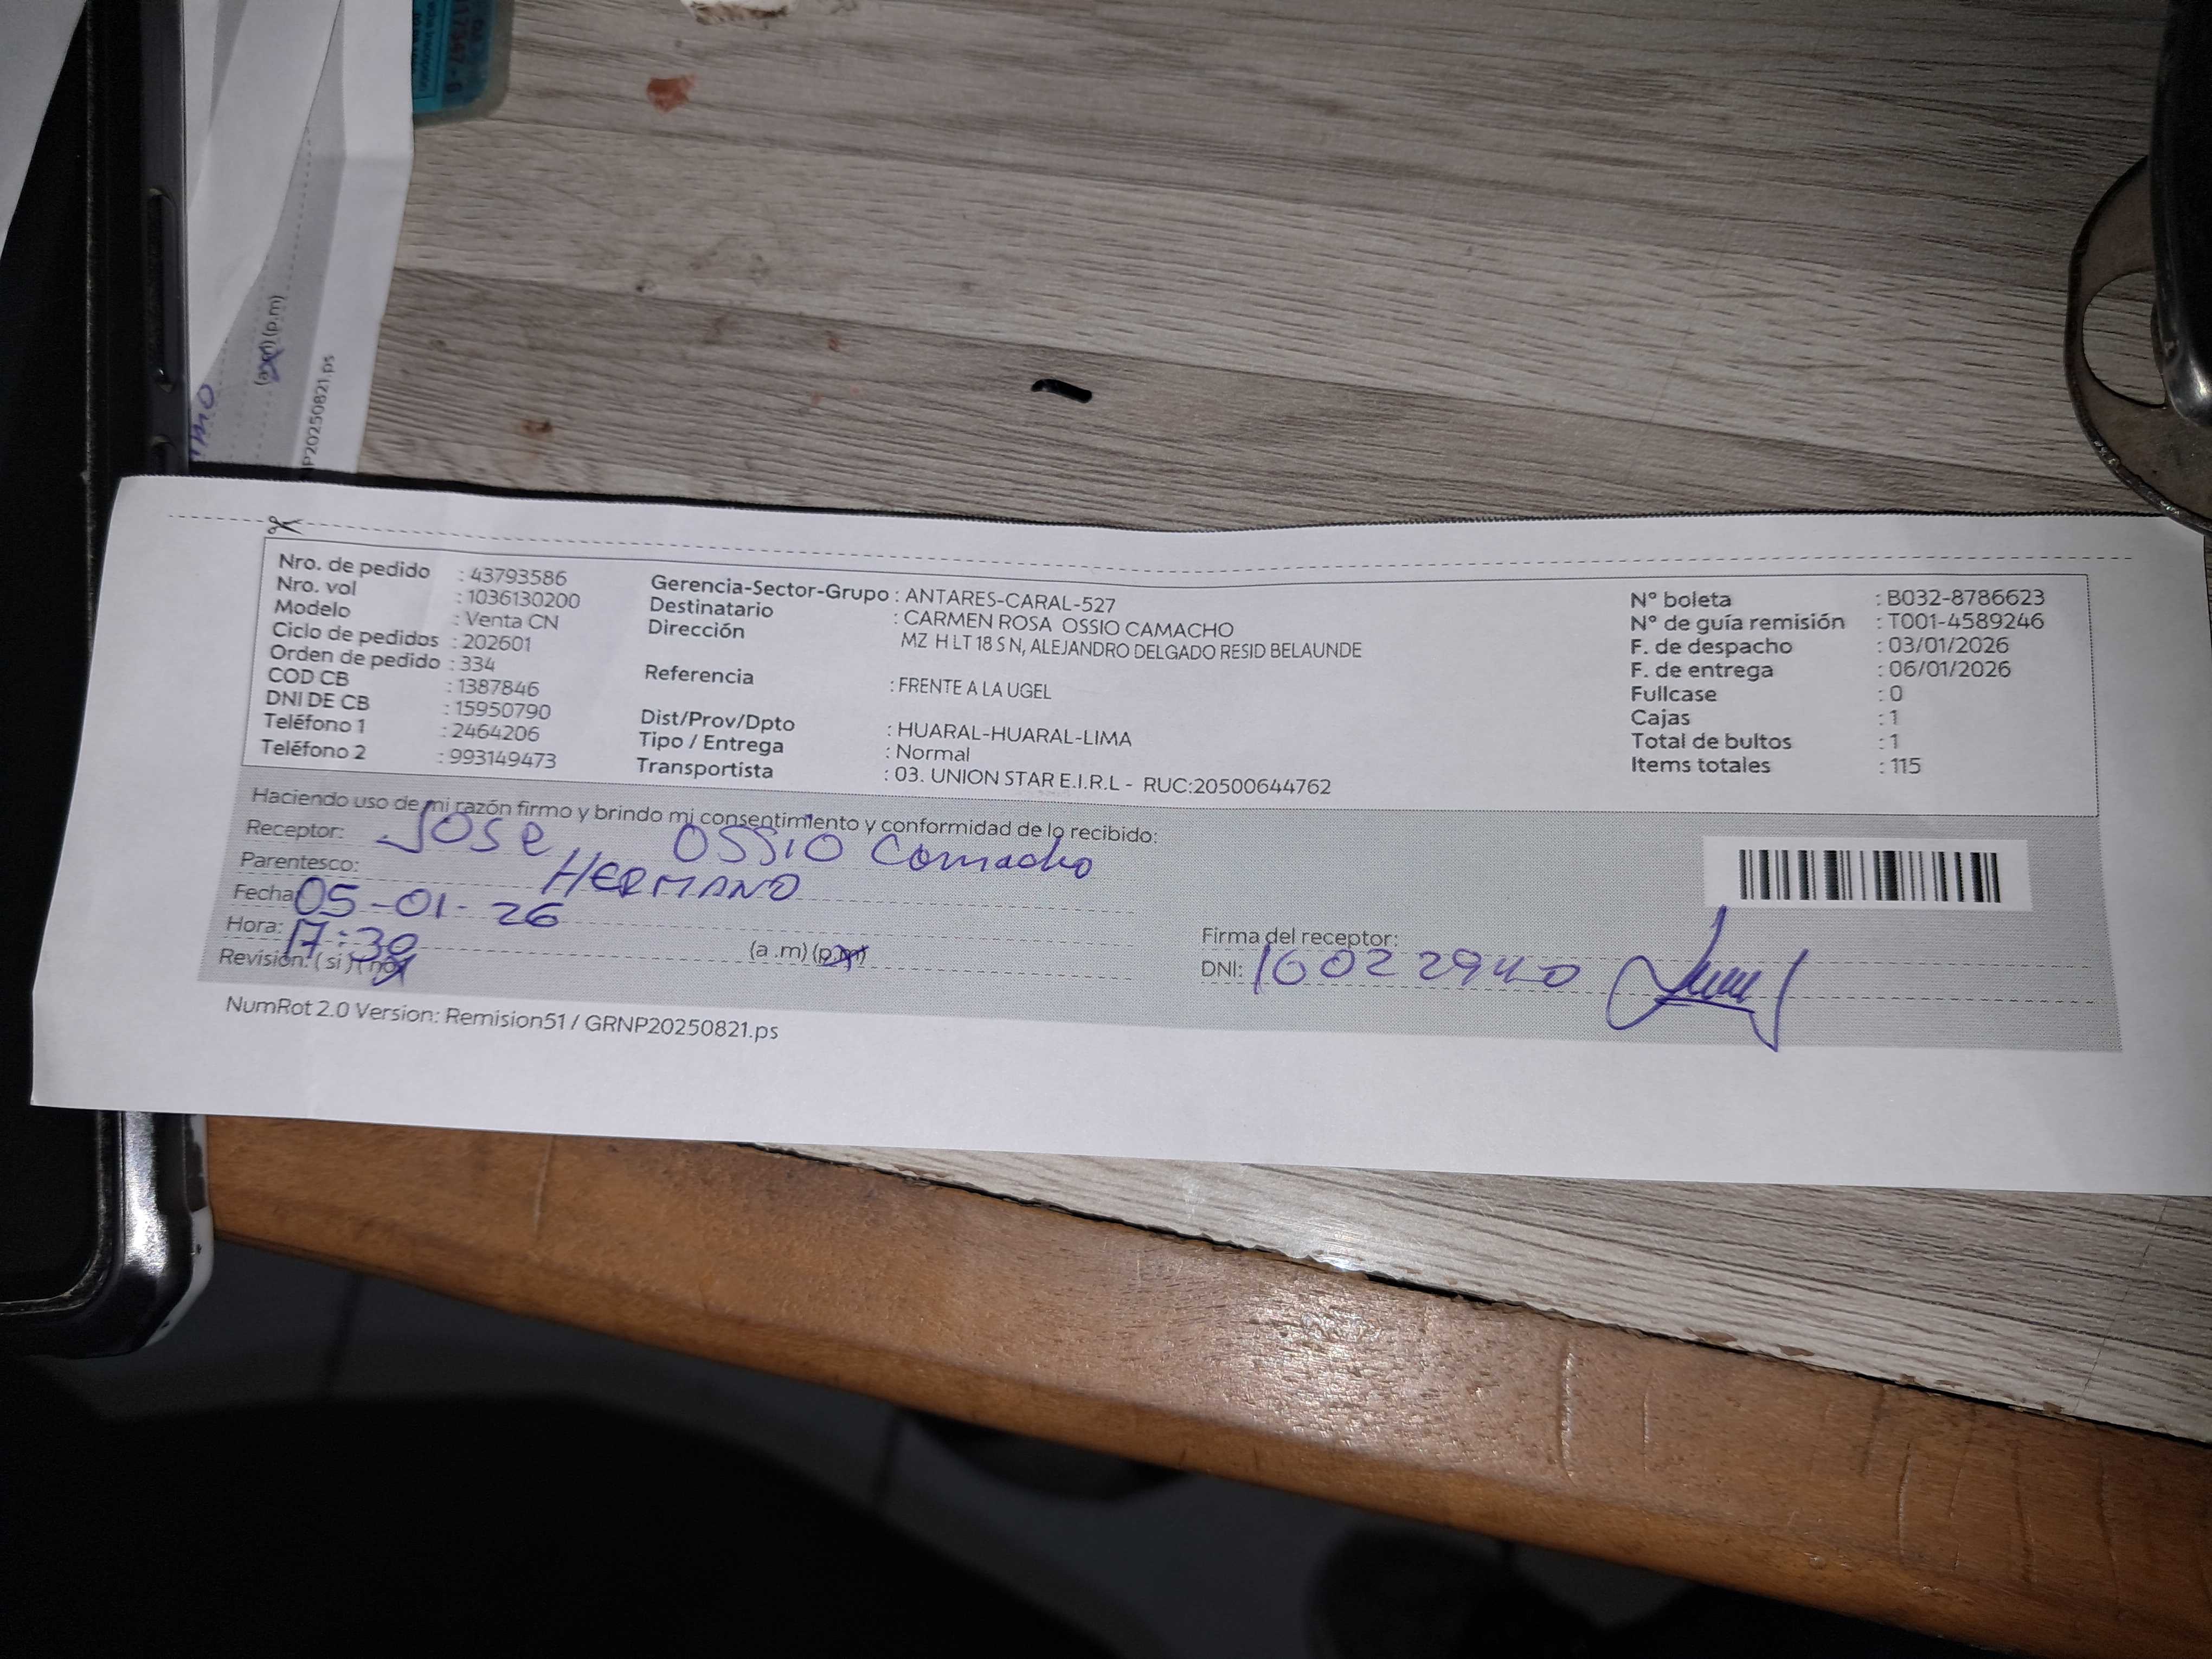 Nro. de pedido : 43793586
Nro. vol : 1036130200
Modelo : Venta CN
Ciclo de pedidos : 202601
Orden de pedido : 334
COD CB : 1387846
DNI DE CB : 15950790
Teléfono 1 : 2464206
Teléfono 2 : 993149473
Gerencia-Sector-Grupo : ANTARES-CARAL-527
Destinatario : CARMEN ROSA OSSIO CAMACHO
Dirección MZ H LT 18 S N, ALEJANDRO DELGADO RESID BELAUNDE
Referencia : FRENTE A LA UGEL
Dist/Prov/Dpto : HUARAL-HUARAL-LIMA
Tipo / Entrega : Normal
Transportista : 03. UNION STAR E.I.R.L - RUC:20500644762
N° boleta : B032-8786623
N° de guía remisión : T001-4589246
F. de despacho : 03/01/2026
F. de entrega : 06/01/2026
Fullcase : 0
Cajas : 1
Total de bultos : 1
Items totales : 115
Haciendo uso de mi razón firmo y brindo mi consentimiento y conformidad de lo recibido:
Receptor: Jose OSSIO Camacho
Parentesco: HERMANO
Fecha: 05-01-26
Hora: 17:30 (a .m) (p.m)
Revisión: ( si ) ( no )
Firma del receptor:
DNI: 16022940
NumRot 2.0 Version: Remision51 / GRNP20250821.ps
(a.m) (p.m)
P20250821.ps